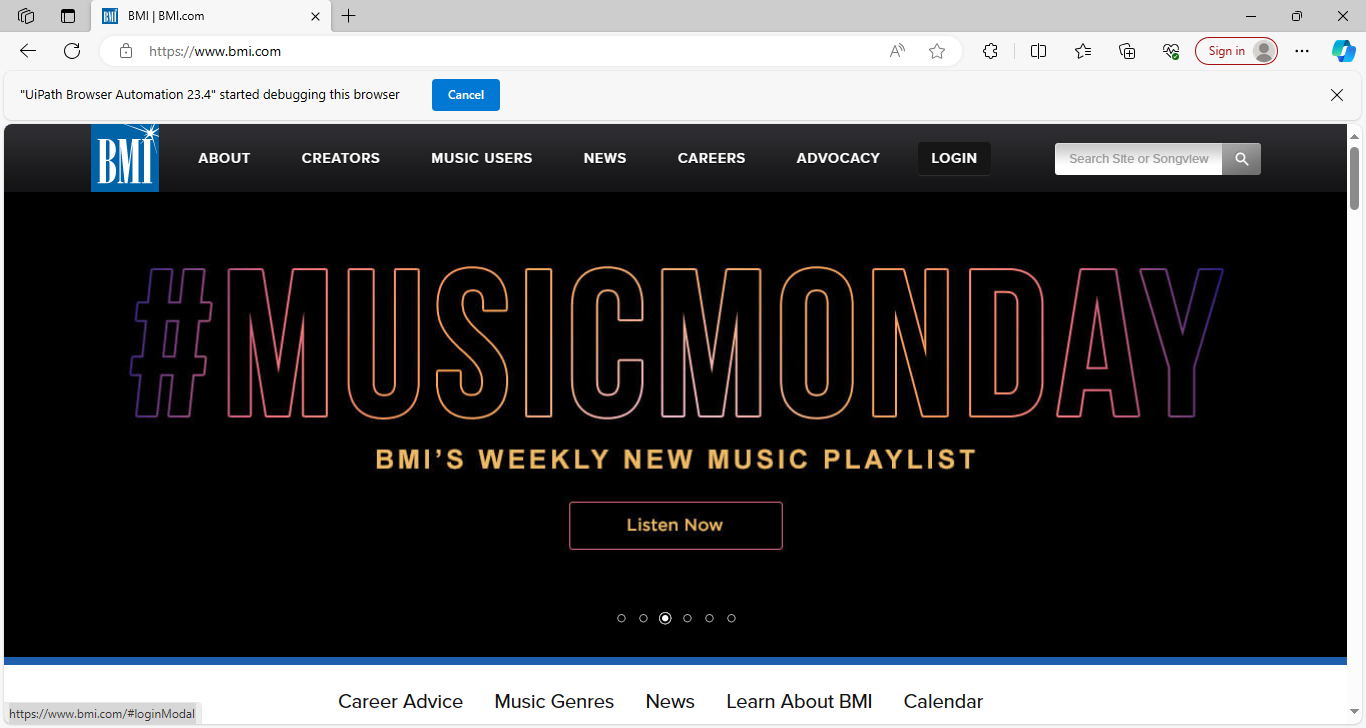 BMI | BMI.com
https://www.bmi.com
Sign in
"UiPath Browser Automation 23.4" started debugging this browser
Cancel
BMI
ABOUT
CREATORS
MUSIC USERS
NEWS
CAREERS
ADVOCACY
LOGIN
Search Site or Songview
#MUSICMONDAY
BMI’S WEEKLY NEW MUSIC PLAYLIST
Listen Now
Career Advice
Music Genres
News
Learn About BMI
Calendar
https://www.bmi.com/#loginModal